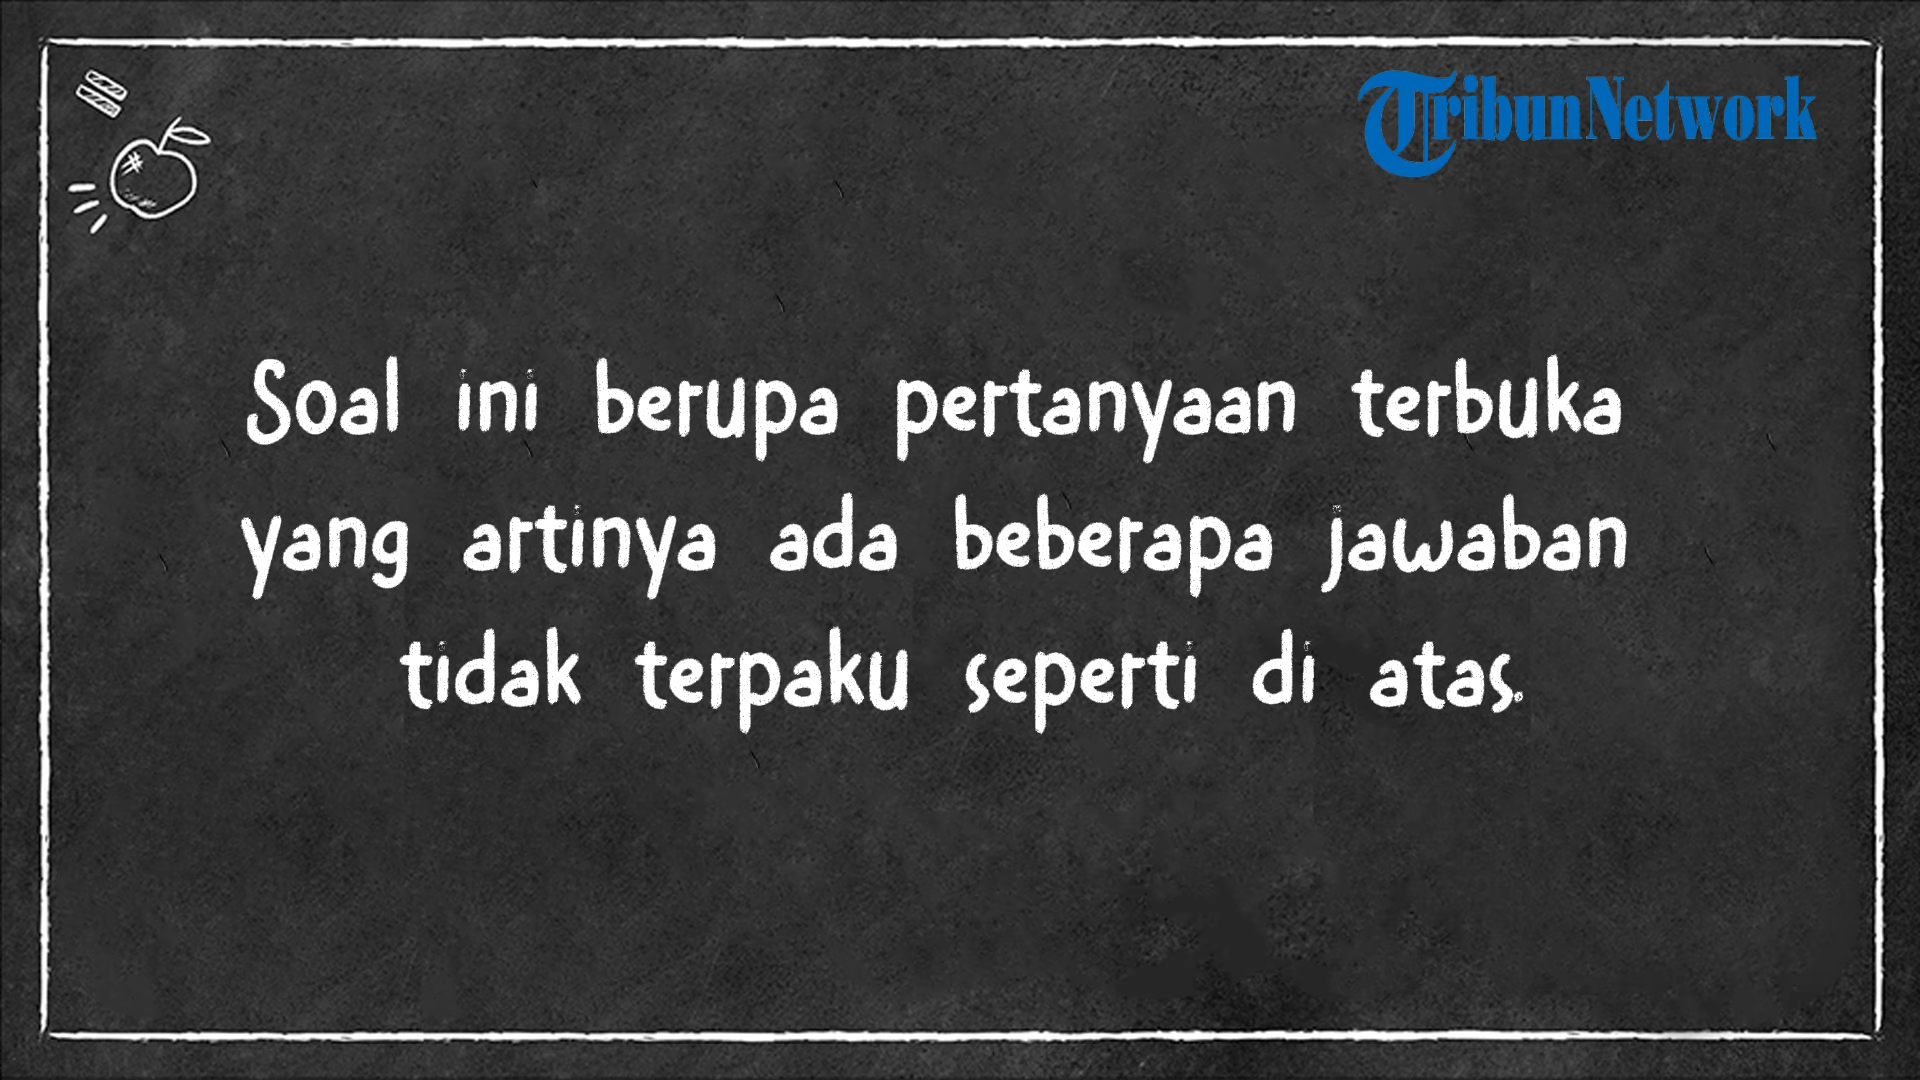 TribunNetwork
Soal ini berupa pertanyaan terbuka
yang artinya ada beberapa jawaban
tidak terpaku seperti di atas.